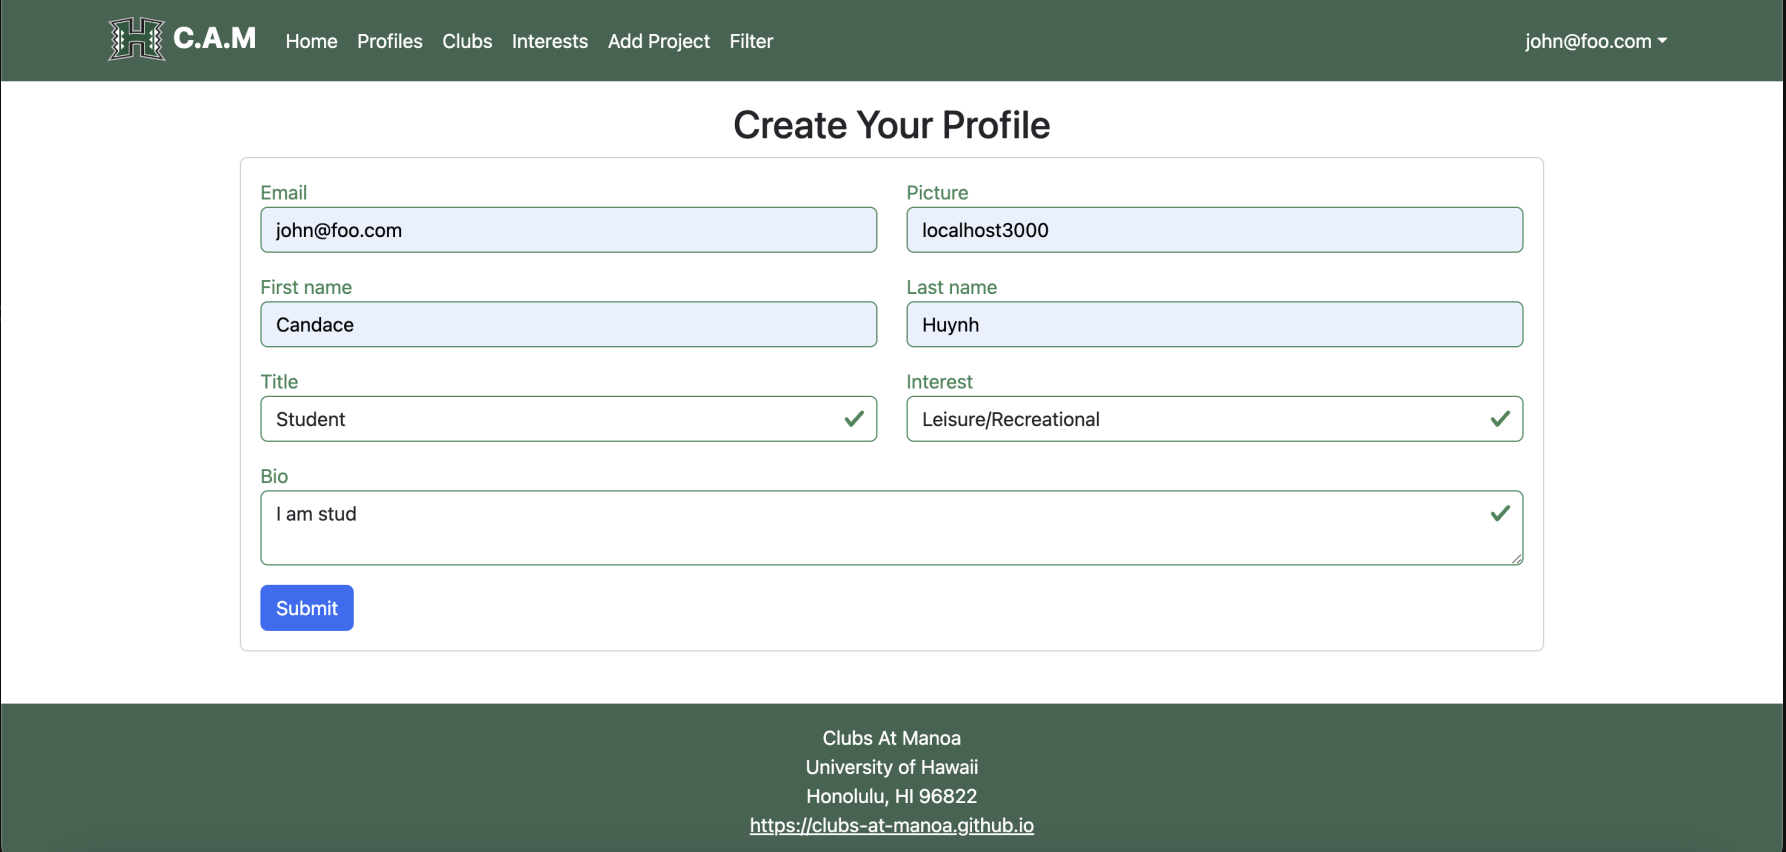 C.A.M Home Profiles Clubs Interests Add Project Filter john@foo.com
Create Your Profile
Email
john@foo.com
Picture
localhost3000
First name
Candace
Last name
Huynh
Title
Student
Interest
Leisure/Recreational
Bio
I am stud
Submit
Clubs At Manoa
University of Hawaii
Honolulu, HI 96822
https://clubs-at-manoa.github.io